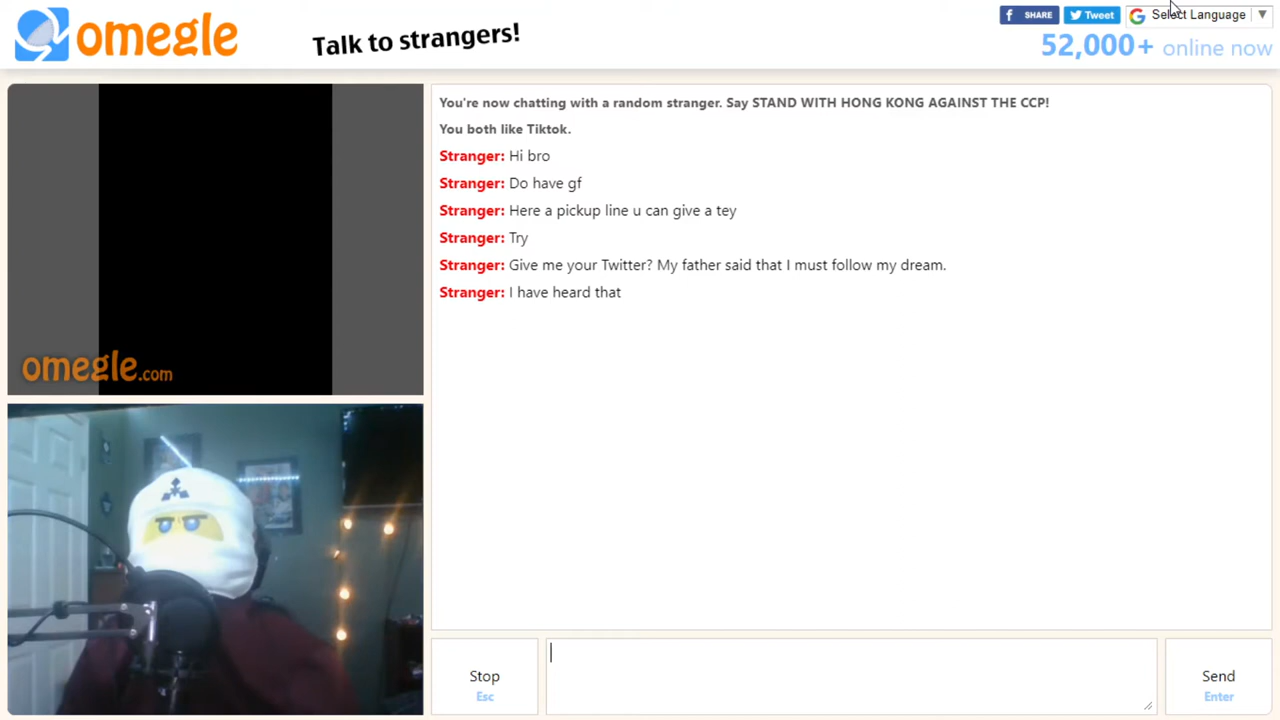 omegle
Talk to strangers!
SHARE
Tweet
Select Language
52,000+ online now
omegle.com
You're now chatting with a random stranger. Say STAND WITH HONG KONG AGAINST THE CCP!
You both like Tiktok.
Stranger: Hi bro
Stranger: Do have gf
Stranger: Here a pickup line u can give a tey
Stranger: Try
Stranger: Give me your Twitter? My father said that I must follow my dream.
Stranger: I have heard that
Stop
Esc
Send
Enter